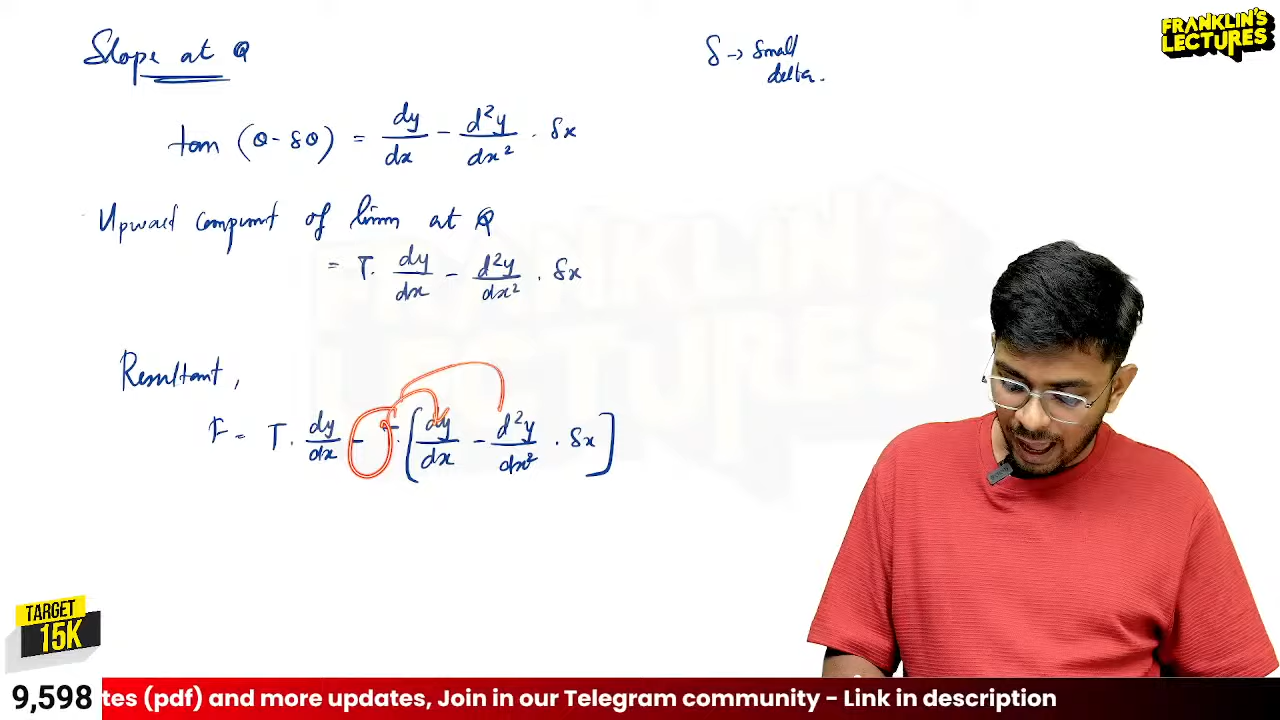 Slope at Q
δ → small
delta.
tan (θ - δθ) = dy/dx - d²y/dx² . δx
Upward component of tension at Q
= T. dy/dx - d²y/dx² . δx
Resultant,
F = T. dy/dx - T. [dy/dx - d²y/dx² . δx]
FRANKLIN'S
LECTURES
FRANKLIN'S
LECTURES
TARGET
15K
9,598 tes (pdf) and more updates, Join in our Telegram community - Link in description